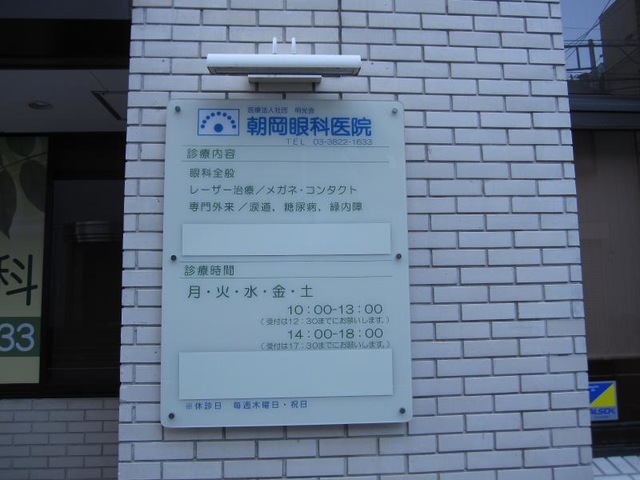 医療法人社団 明光会
朝岡眼科医院
TEL 03-3822-1633
診療内容
眼科全般
レーザー治療／メガネ・コンタクト
専門外来／涙道、糖尿病、緑内障
診療時間
月・火・水・金・土
10:00-13:00
（受付は12:30までにお願いします。）
14:00-18:00
（受付は17:30までにお願いします。）
※休診日 毎週木曜日・祝日
科
33